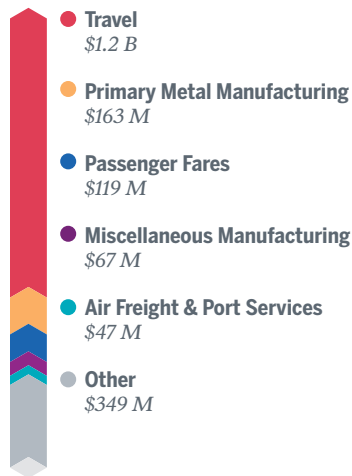 Travel
$1.2 B
Primary Metal Manufacturing
$163 M
Passenger Fares
$119 M
Miscellaneous Manufacturing
$67 M
Air Freight & Port Services
$47 M
Other
$349 M